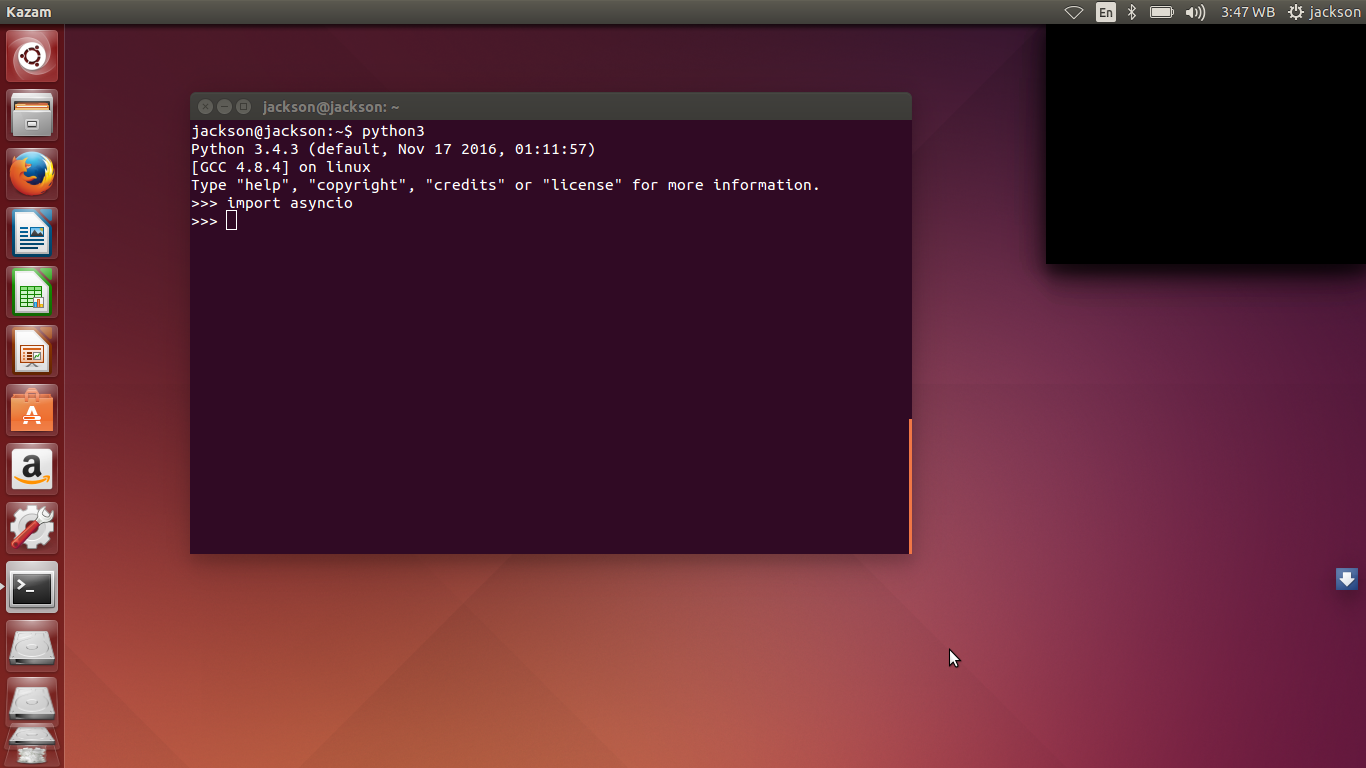 Kazam
En
3:47 WB
jackson
jackson@jackson: ~
jackson@jackson:~$ python3
Python 3.4.3 (default, Nov 17 2016, 01:11:57)
[GCC 4.8.4] on linux
Type "help", "copyright", "credits" or "license" for more information.
>>> import asyncio
>>>